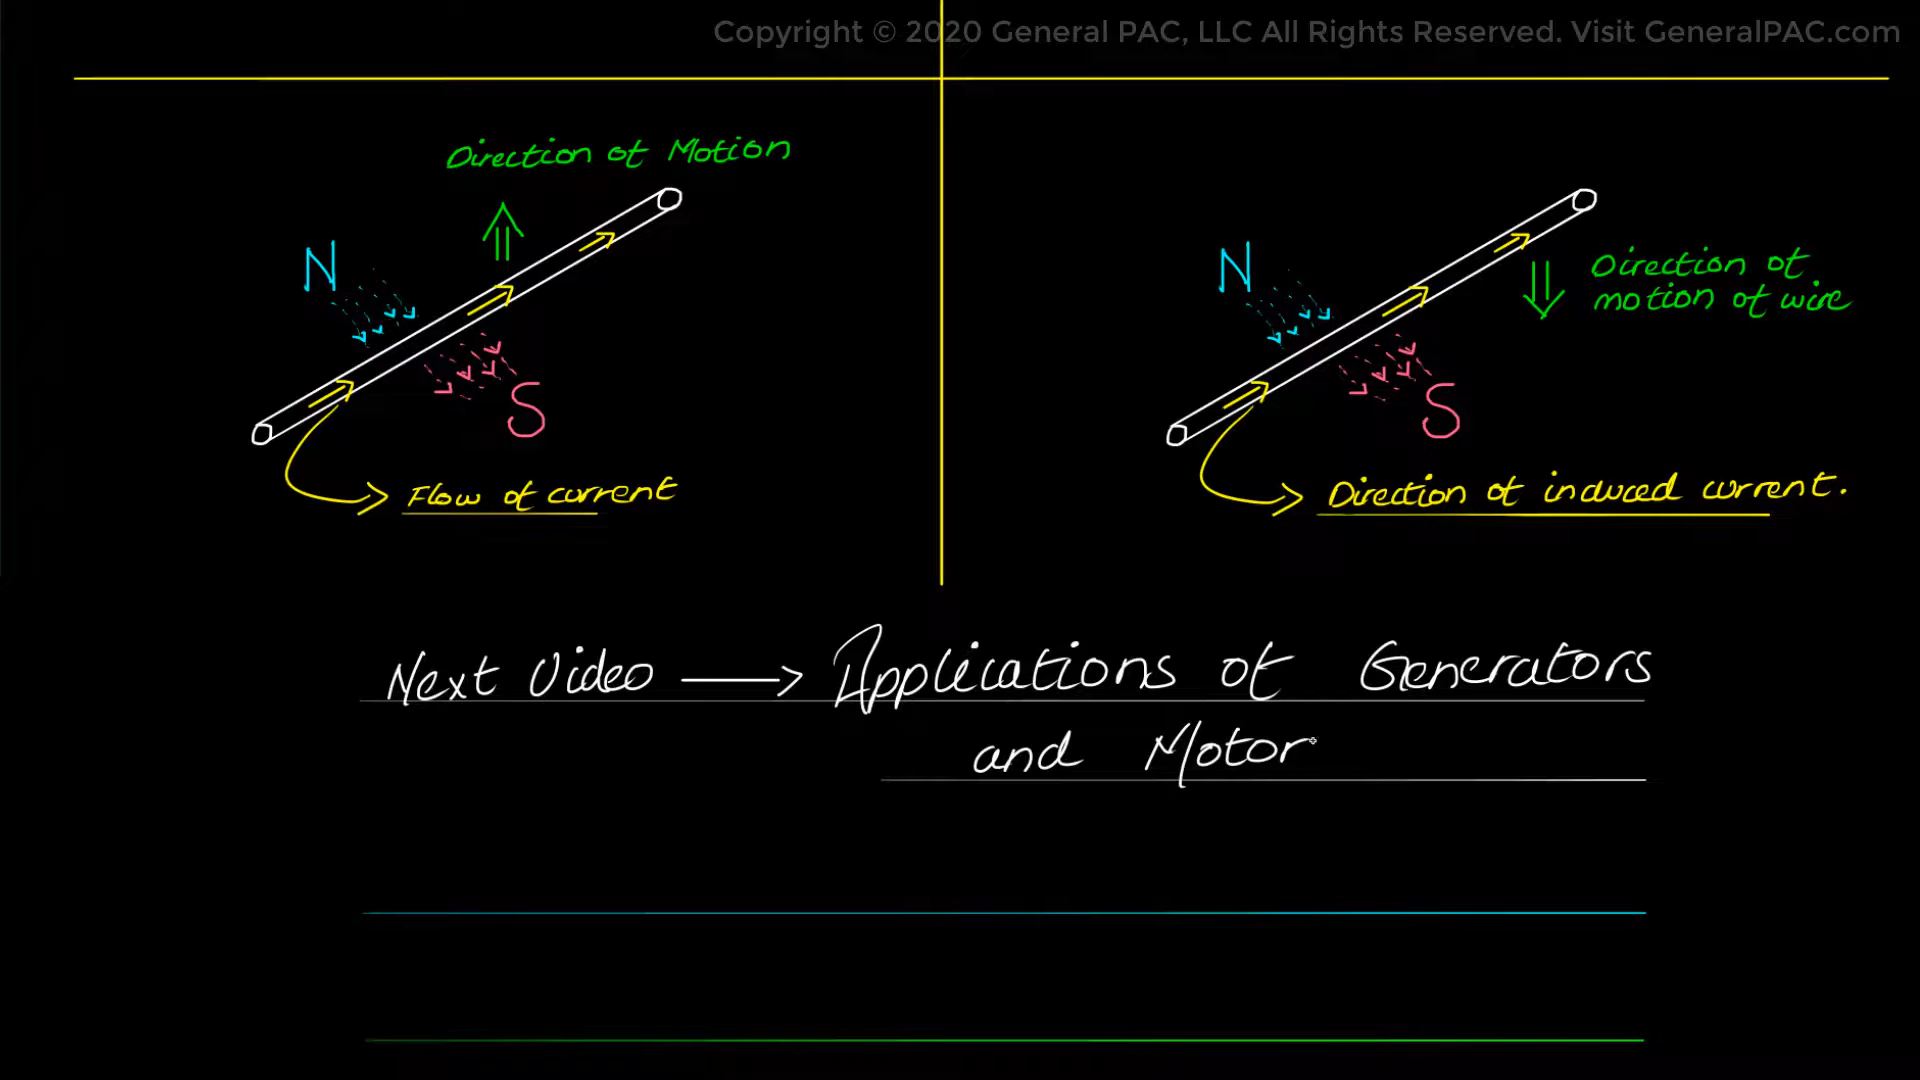 Copyright © 2020 General PAC, LLC All Rights Reserved. Visit GeneralPAC.com
Direction of Motion
N
S
Flow of current
N
Direction of
motion of wire
S
Direction of induced current.
Next Video → Applications of Generators
and Motor